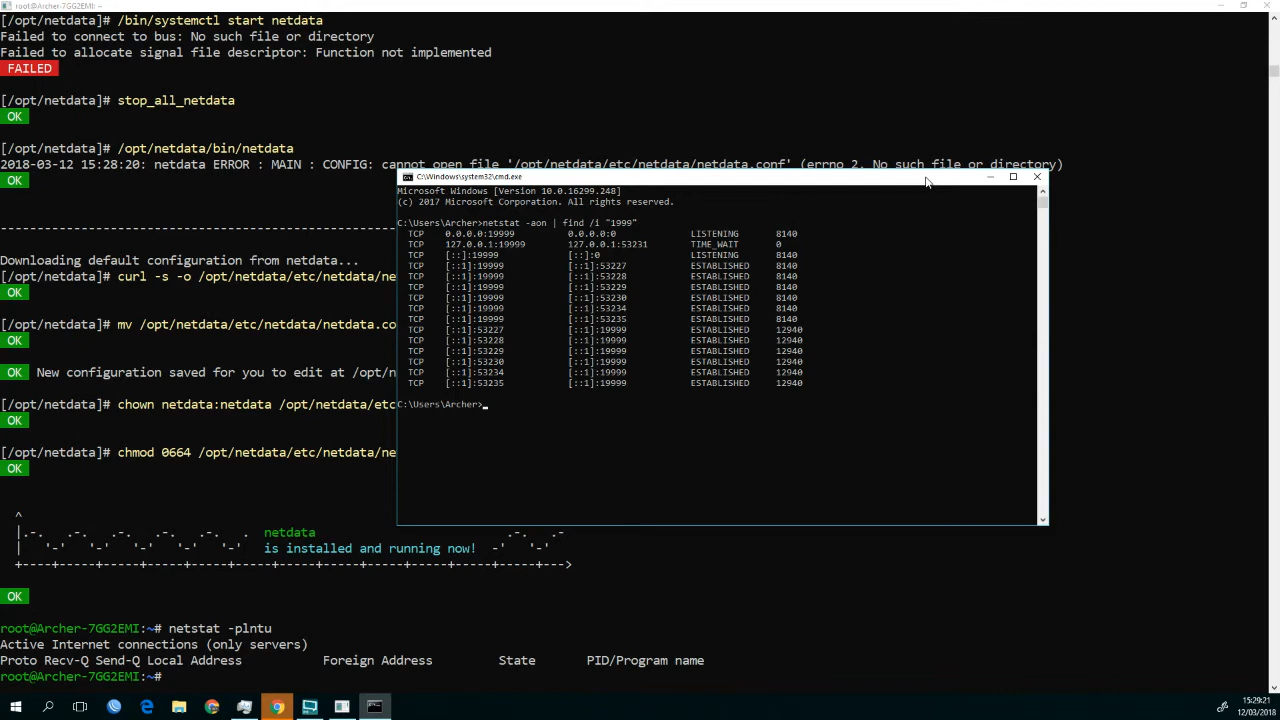 root@Archer-7GG2EMI: ~
[/opt/netdata]# /bin/systemctl start netdata
Failed to connect to bus: No such file or directory
Failed to allocate signal file descriptor: Function not implemented
FAILED
[/opt/netdata]# stop_all_netdata
OK
[/opt/netdata]# /opt/netdata/bin/netdata
2018-03-12 15:28:20: netdata ERROR : MAIN : CONFIG: cannot open file '/opt/netdata/etc/netdata/netdata.conf' (errno 2, No such file or directory)
OK
--------------------------------------------------
Downloading default configuration from netdata...
[/opt/netdata]# curl -s -o /opt/netdata/etc/netdata/ne
OK
[/opt/netdata]# mv /opt/netdata/etc/netdata/netdata.co
OK
OK New configuration saved for you to edit at /opt/n
[/opt/netdata]# chown netdata:netdata /opt/netdata/etc
OK
[/opt/netdata]# chmod 0664 /opt/netdata/etc/netdata/ne
OK
^
|.-. .-. .-. .-. .-. . netdata .-. .-
| '-' '-' '-' '-' '-' is installed and running now! -' '-'
+----+-----+-----+-----+-----+-----+-----+-----+-----+-----+-----+--->
OK
root@Archer-7GG2EMI:~# netstat -plntu
Active Internet connections (only servers)
Proto Recv-Q Send-Q Local Address Foreign Address State PID/Program name
root@Archer-7GG2EMI:~#
C:\Windows\system32\cmd.exe
Microsoft Windows [Version 10.0.16299.248]
(c) 2017 Microsoft Corporation. All rights reserved.
C:\Users\Archer>netstat -aon | find /i "1999"
TCP 0.0.0.0:19999 0.0.0.0:0 LISTENING 8140
TCP 127.0.0.1:19999 127.0.0.1:53231 TIME_WAIT 0
TCP [::]:19999 [::]:0 LISTENING 8140
TCP [::1]:19999 [::1]:53227 ESTABLISHED 8140
TCP [::1]:19999 [::1]:53228 ESTABLISHED 8140
TCP [::1]:19999 [::1]:53229 ESTABLISHED 8140
TCP [::1]:19999 [::1]:53230 ESTABLISHED 8140
TCP [::1]:19999 [::1]:53234 ESTABLISHED 8140
TCP [::1]:19999 [::1]:53235 ESTABLISHED 8140
TCP [::1]:53227 [::1]:19999 ESTABLISHED 12940
TCP [::1]:53228 [::1]:19999 ESTABLISHED 12940
TCP [::1]:53229 [::1]:19999 ESTABLISHED 12940
TCP [::1]:53230 [::1]:19999 ESTABLISHED 12940
TCP [::1]:53234 [::1]:19999 ESTABLISHED 12940
TCP [::1]:53235 [::1]:19999 ESTABLISHED 12940
C:\Users\Archer>_
15:29:21
12/03/2018